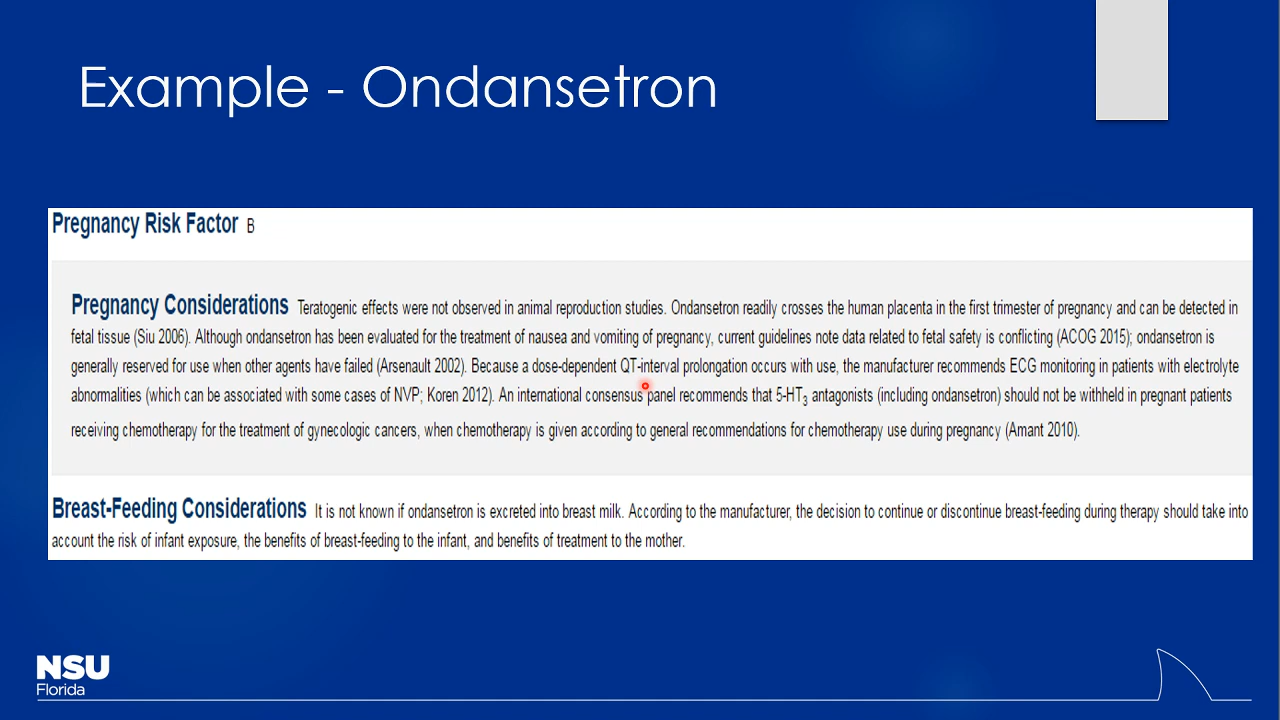 Example - Ondansetron
Pregnancy Risk Factor B
Pregnancy Considerations Teratogenic effects were not observed in animal reproduction studies. Ondansetron readily crosses the human placenta in the first trimester of pregnancy and can be detected in
fetal tissue (Siu 2006). Although ondansetron has been evaluated for the treatment of nausea and vomiting of pregnancy, current guidelines note data related to fetal safety is conflicting (ACOG 2015); ondansetron is
generally reserved for use when other agents have failed (Arsenault 2002). Because a dose-dependent QT-interval prolongation occurs with use, the manufacturer recommends ECG monitoring in patients with electrolyte
abnormalities (which can be associated with some cases of NVP; Koren 2012). An international consensus panel recommends that 5-HT3 antagonists (including ondansetron) should not be withheld in pregnant patients
receiving chemotherapy for the treatment of gynecologic cancers, when chemotherapy is given according to general recommendations for chemotherapy use during pregnancy (Amant 2010).
Breast-Feeding Considerations It is not known if ondansetron is excreted into breast milk. According to the manufacturer, the decision to continue or discontinue breast-feeding during therapy should take into
account the risk of infant exposure, the benefits of breast-feeding to the infant, and benefits of treatment to the mother.
NSU
Florida